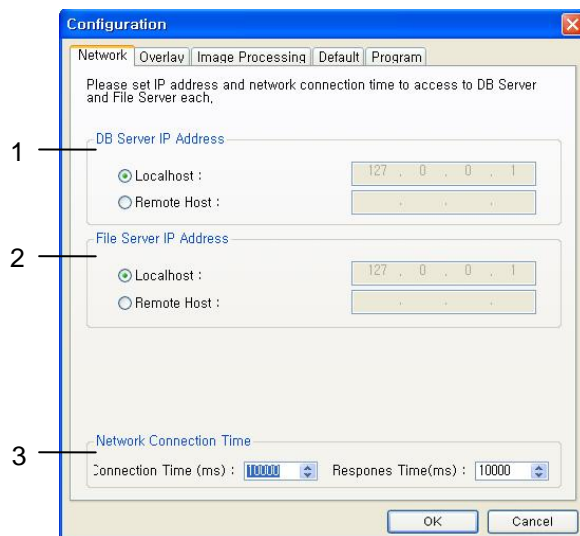 Configuration
Network Overlay Image Processing Default Program
Please set IP address and network connection time to access to DB Server
and File Server each,
1
DB Server IP Address
Localhost : 127 . 0 . 0 . 1
Remote Host : . . .
2
File Server IP Address
Localhost : 127 . 0 . 0 . 1
Remote Host : . . .
3
Network Connection Time
Connection Time (ms) : 10000 Respones Time(ms) : 10000
OK Cancel